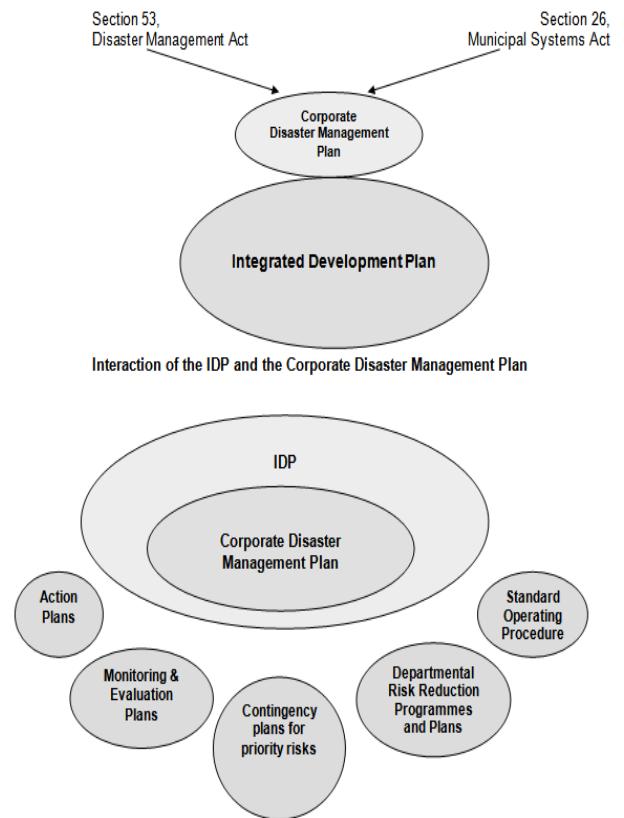 Section 53,
Disaster Management Act
Section 26,
Municipal Systems Act
Corporate
Disaster Management
Plan
Integrated Development Plan
Interaction of the IDP and the Corporate Disaster Management Plan
IDP
Corporate Disaster
Management Plan
Action
Plans
Monitoring &
Evaluation
Plans
Contingency
plans for
priority risks
Departmental
Risk Reduction
Programmes
and Plans
Standard
Operating
Procedure